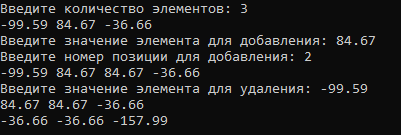 Введите количество элементов: 3
-99.59 84.67 -36.66
Введите значение элемента для добавления: 84.67
Введите номер позиции для добавления: 2
-99.59 84.67 84.67 -36.66
Введите значение элемента для удаления: -99.59
84.67 84.67 -36.66
-36.66 -36.66 -157.99